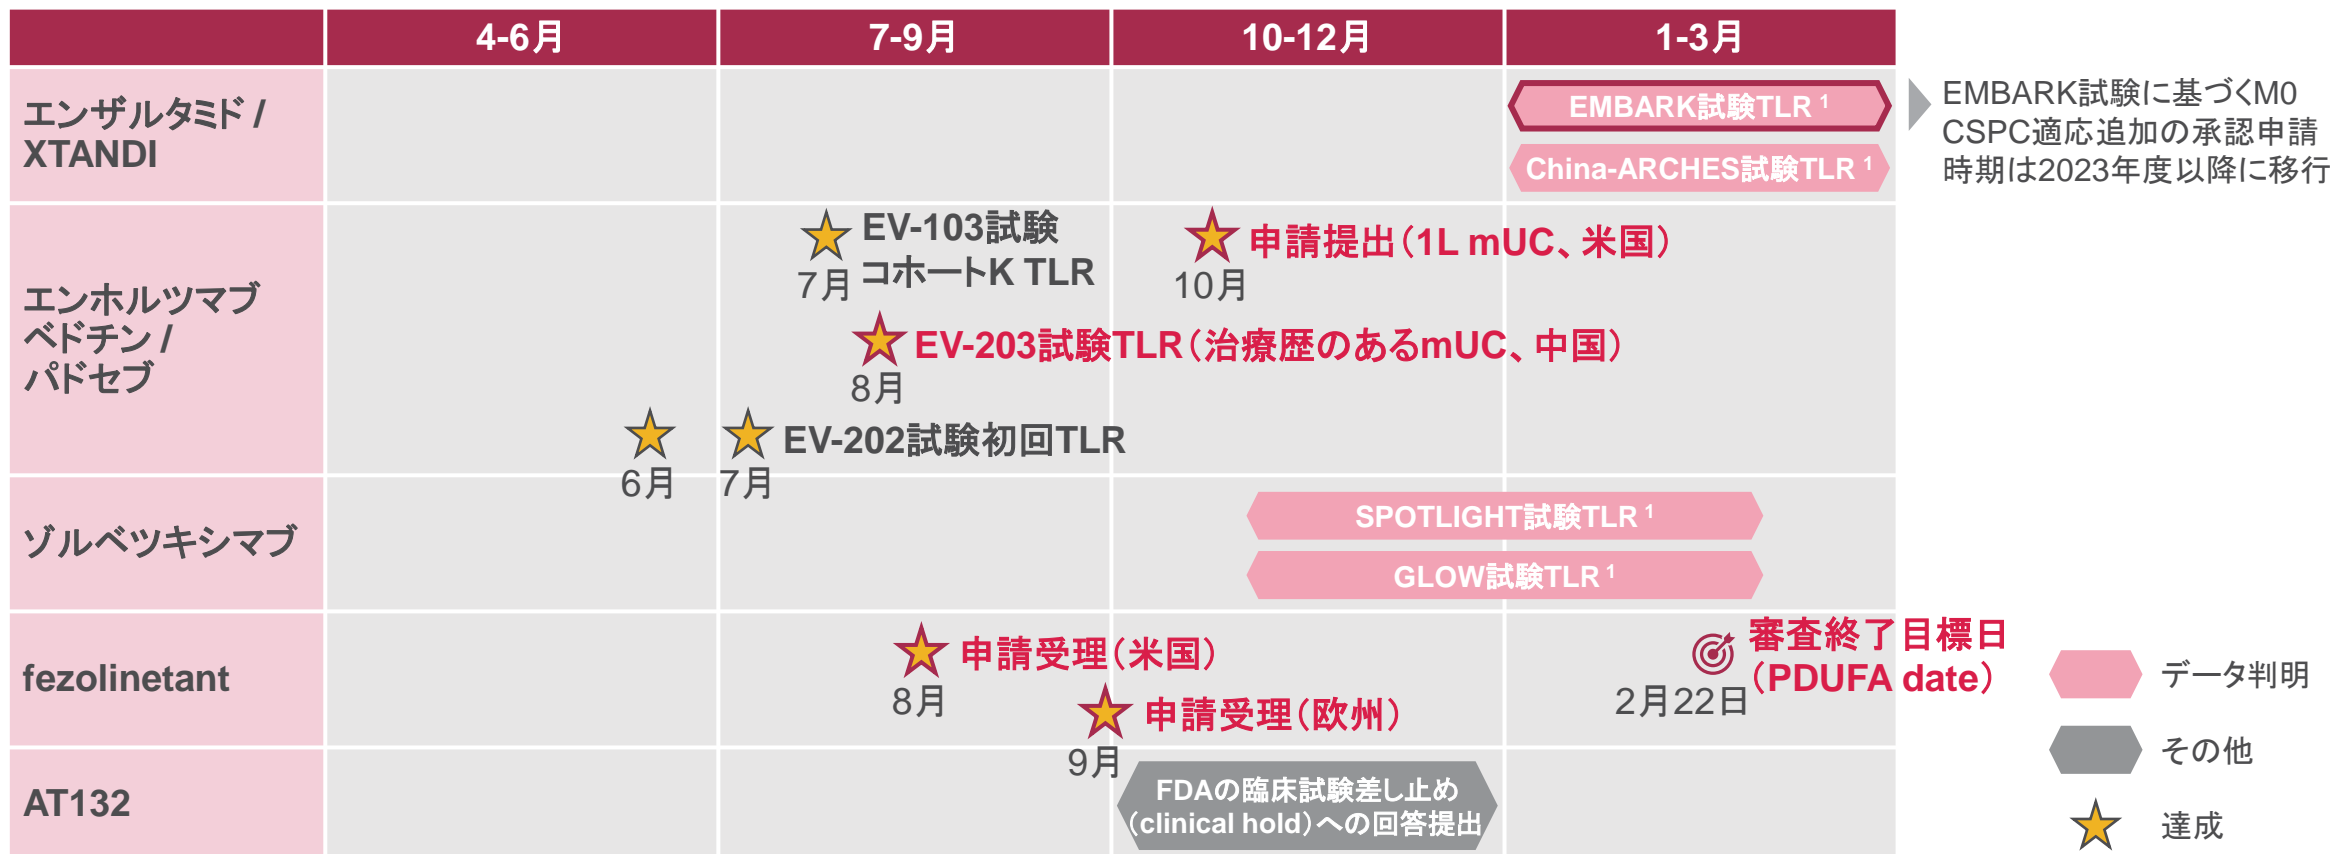 4-6月
7-9月
10-12月
1-3月
エンザルタミド /
XTANDI
EMBARK試験TLR 1
China-ARCHES試験TLR 1
EMBARK試験に基づくM0
CSPC適応追加の承認申請
時期は2023年度以降に移行
エンホルツマブ
ベドチン /
パドセブ
EV-103試験
コホートK TLR
7月
申請提出（1L mUC、米国）
10月
EV-203試験TLR（治療歴のあるmUC、中国）
8月
EV-202試験初回TLR
6月
7月
ゾルベツキシマブ
SPOTLIGHT試験TLR 1
GLOW試験TLR 1
fezolinetant
申請受理（米国）
8月
申請受理（欧州）
9月
審査終了目標日
（PDUFA date）
2月22日
AT132
FDAの臨床試験差し止め
（clinical hold）への回答提出
データ判明
その他
達成